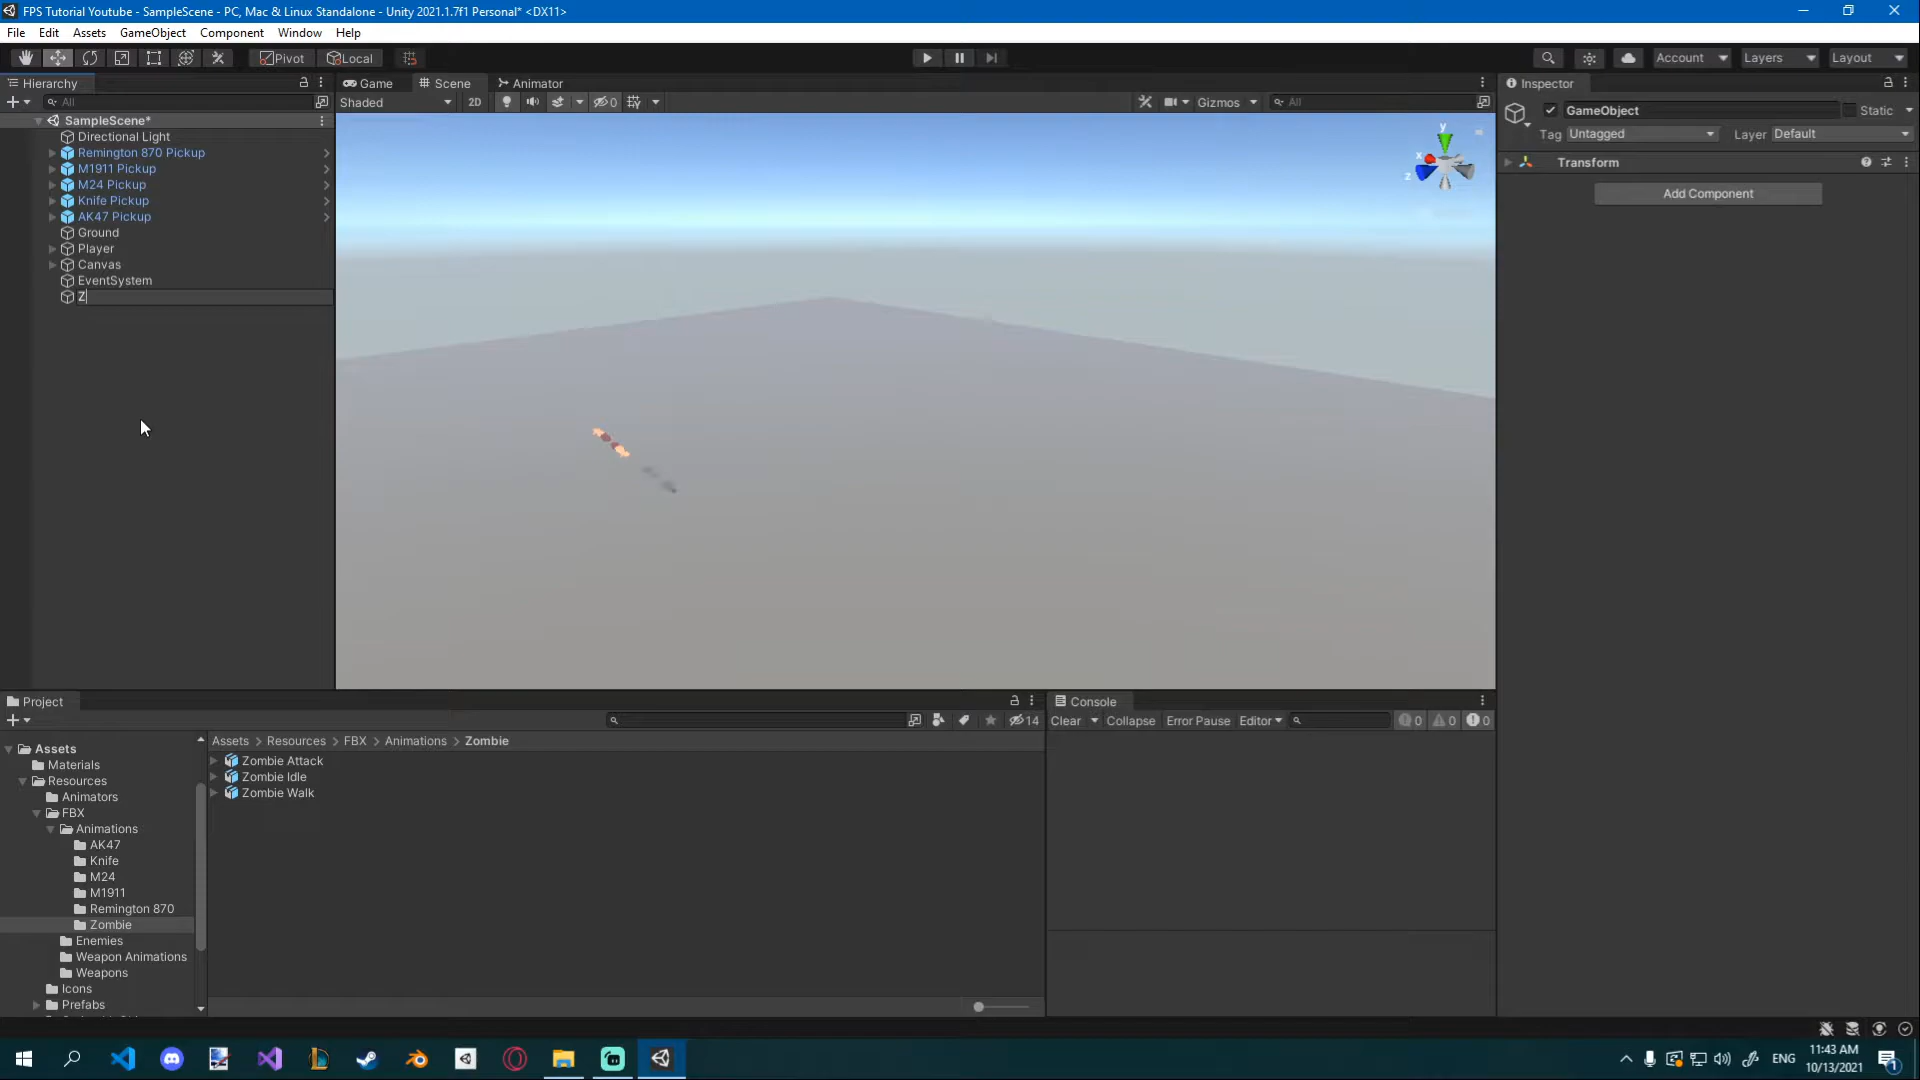 FPS Tutorial Youtube - SampleScene - PC, Mac & Linux Standalone - Unity 2021.1.7f1 Personal* <DX11>
File Edit Assets GameObject Component Window Help
Pivot Local Account Layers Layout
Hierarchy
All
SampleScene*
Directional Light
Remington 870 Pickup
M1911 Pickup
M24 Pickup
Knife Pickup
AK47 Pickup
Ground
Player
Canvas
EventSystem
Z
Game Scene Animator
Shaded 2D 0 Gizmos All
y
x
z
Inspector
GameObject Static
Tag Untagged Layer Default
Transform
Add Component
Project
14
Assets
Materials
Resources
Animators
FBX
Animations
AK47
Knife
M24
M1911
Remington 870
Zombie
Enemies
Weapon Animations
Weapons
Icons
Prefabs
Assets > Resources > FBX > Animations > Zombie
Zombie Attack
Zombie Idle
Zombie Walk
Console
Clear Collapse Error Pause Editor 0 0 0
ENG
11:43 AM
10/13/2021
1